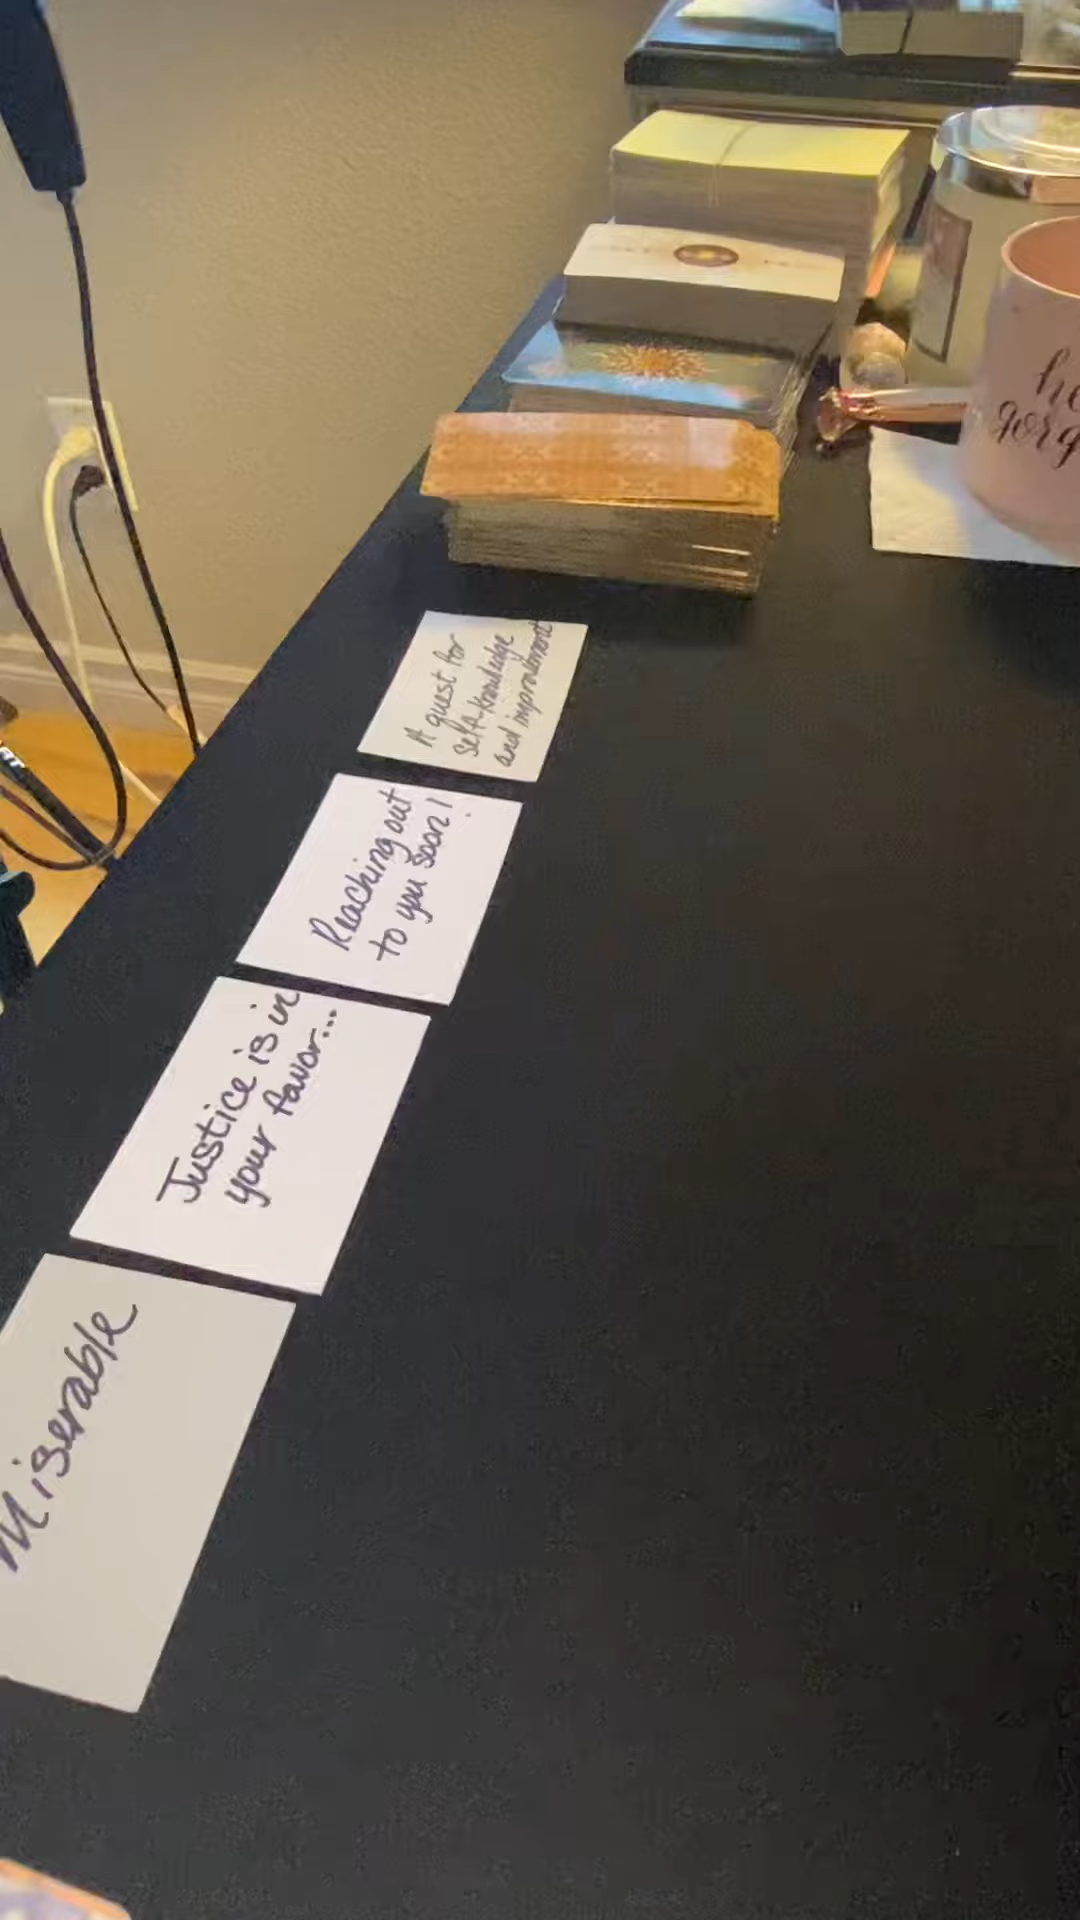 A quest for
self-knowledge
and improvement
Reaching out
to you soon!
Justice is in
your favor...
Miserable